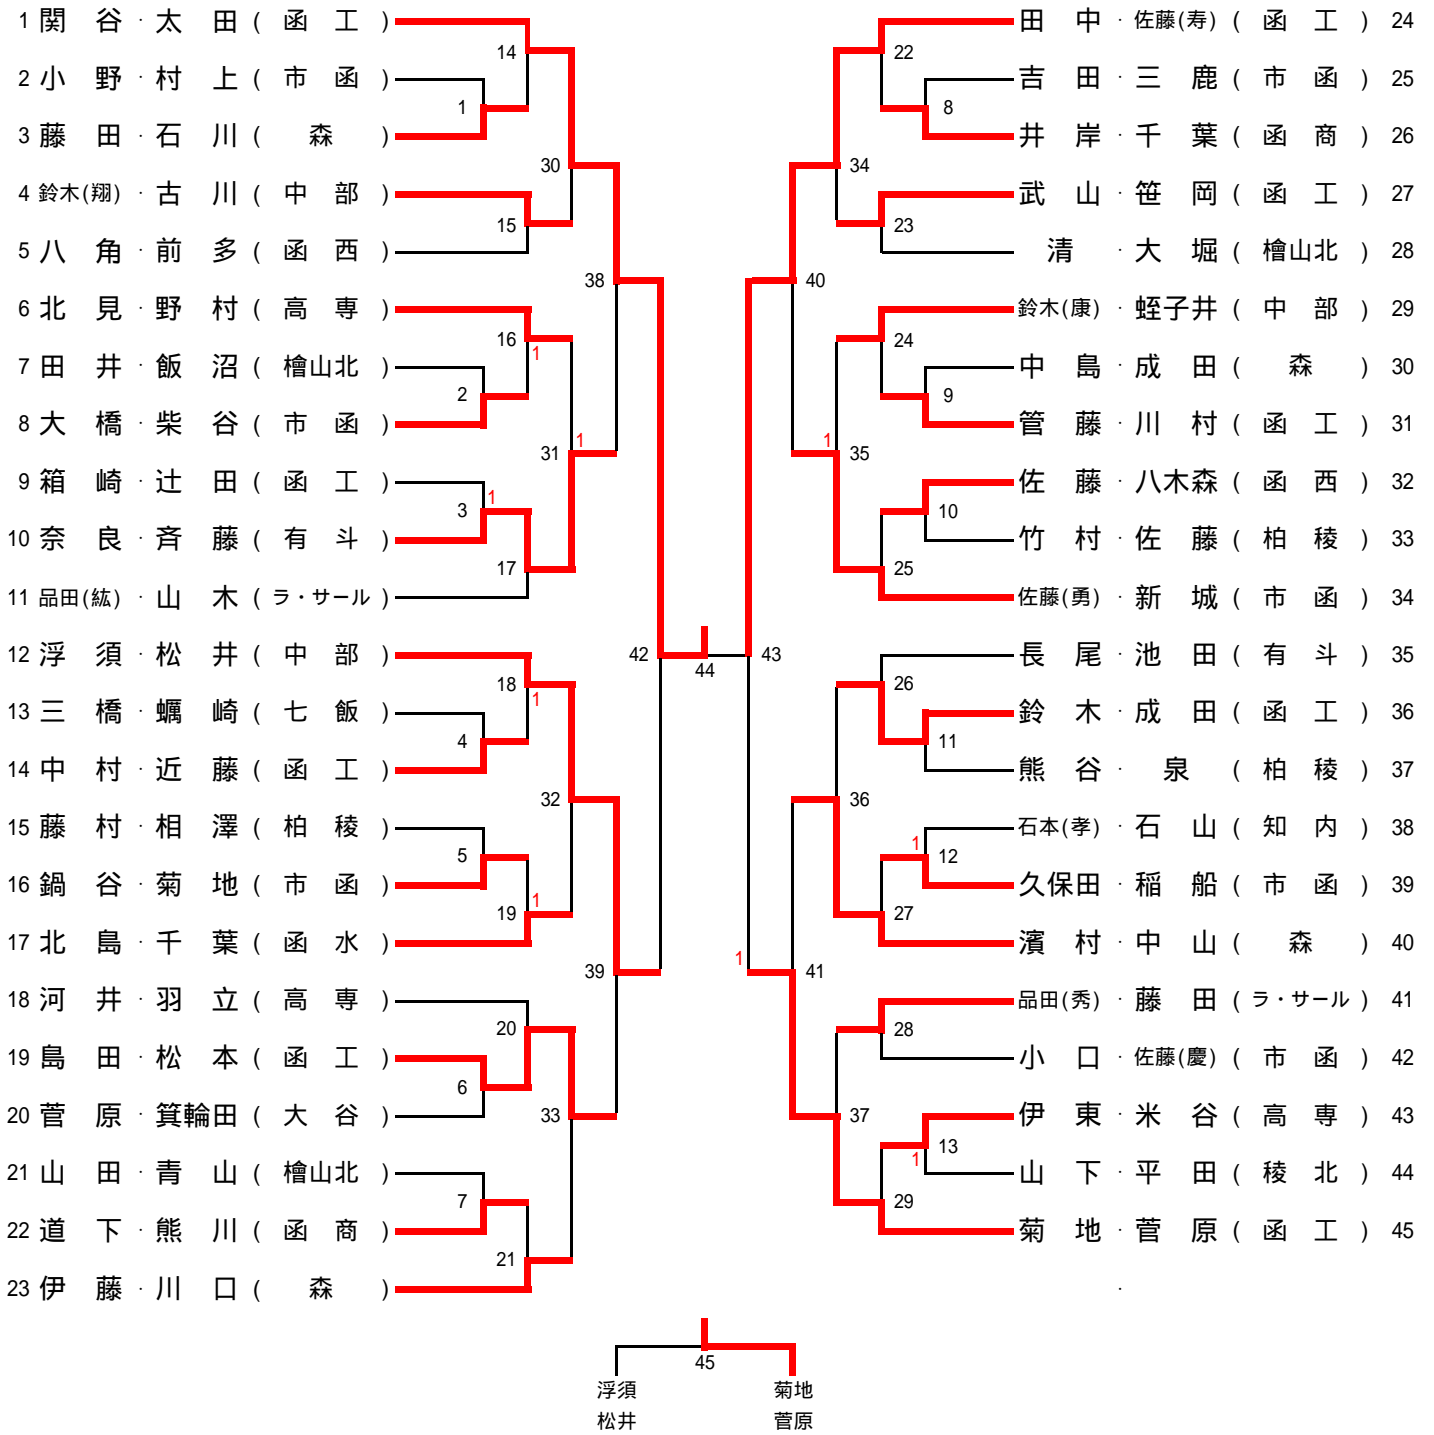 1 関谷・太田 ( 函工 )
2 小野・村上 ( 市函 )
3 藤田・石川 ( 森 )
4 鈴木(翔)・古川 ( 中部 )
5 八角・前多 ( 函西 )
6 北見・野村 ( 高専 )
7 田井・飯沼 ( 檜山北 )
8 大橋・柴谷 ( 市函 )
9 箱崎・辻田 ( 函工 )
10 奈良・斉藤 ( 有斗 )
11 品田(紘)・山木 ( ラ・サール )
12 浮須・松井 ( 中部 )
13 三橋・蠣崎 ( 七飯 )
14 中村・近藤 ( 函工 )
15 藤村・相澤 ( 柏稜 )
16 鍋谷・菊地 ( 市函 )
17 北島・千葉 ( 函水 )
18 河井・羽立 ( 高専 )
19 島田・松本 ( 函工 )
20 菅原・箕輪田 ( 大谷 )
21 山田・青山 ( 檜山北 )
22 道下・熊川 ( 函商 )
23 伊藤・川口 ( 森 )
14
1
30
15
38
16
1
2
31
1
3
1
17
42
18
1
4
32
5
19
1
39
20
6
33
7
21
44
43
22
8
34
23
40
24
9
35
1
10
25
26
11
36
12
1
27
41
1
28
37
13
1
29
田中・佐藤(寿) ( 函工 ) 24
吉田・三鹿 ( 市函 ) 25
井岸・千葉 ( 函商 ) 26
武山・笹岡 ( 函工 ) 27
清・大堀 ( 檜山北 ) 28
鈴木(康)・蛭子井 ( 中部 ) 29
中島・成田 ( 森 ) 30
管藤・川村 ( 函工 ) 31
佐藤・八木森 ( 函西 ) 32
竹村・佐藤 ( 柏稜 ) 33
佐藤(勇)・新城 ( 市函 ) 34
長尾・池田 ( 有斗 ) 35
鈴木・成田 ( 函工 ) 36
熊谷・泉 ( 柏稜 ) 37
石本(孝)・石山 ( 知内 ) 38
久保田・稲船 ( 市函 ) 39
濱村・中山 ( 森 ) 40
品田(秀)・藤田 ( ラ・サール ) 41
小口・佐藤(慶) ( 市函 ) 42
伊東・米谷 ( 高専 ) 43
山下・平田 ( 稜北 ) 44
菊地・菅原 ( 函工 ) 45
・
45
浮須 菊地
松井 菅原